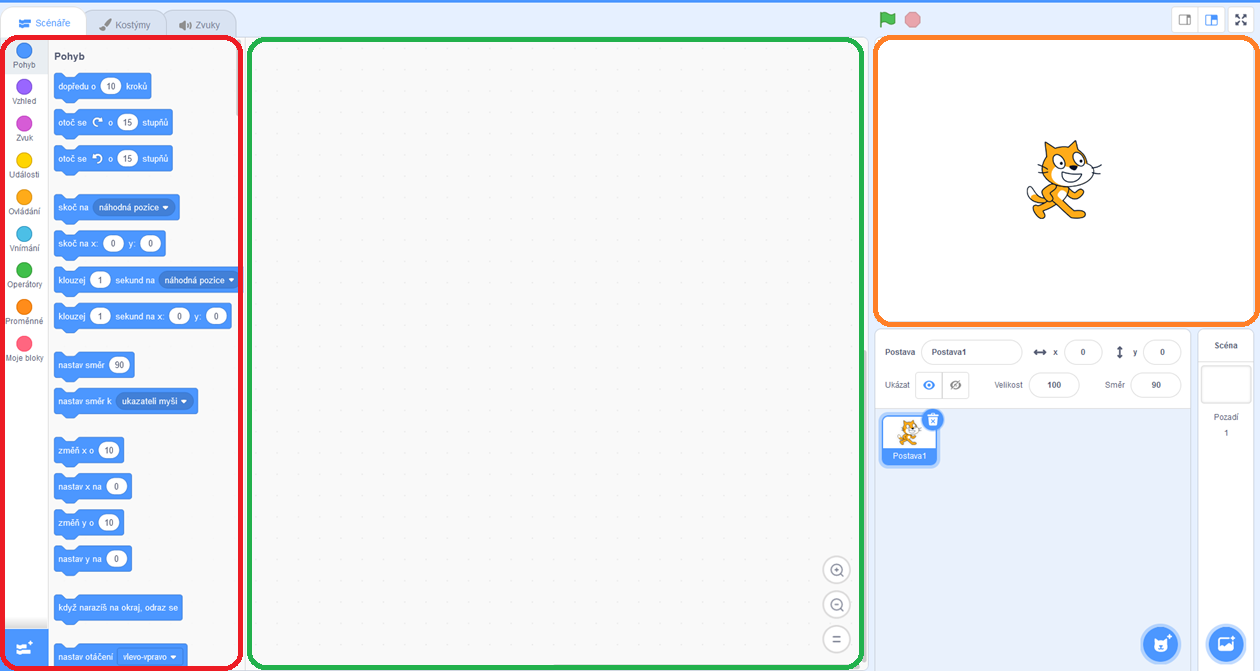 Scénáře
Kostýmy
Zvuky
Pohyb
Vzhled
Zvuk
Události
Ovládání
Vnímání
Operátory
Proměnné
Moje bloky
Pohyb
dopředu o 10 kroků
otoč se o 15 stupňů
otoč se o 15 stupňů
skoč na náhodná pozice
skoč na x: 0 y: 0
klouzej 1 sekund na náhodná pozice
klouzej 1 sekund na x: 0 y: 0
nastav směr 90
nastav směr k ukazateli myši
změň x o 10
nastav x na 0
změň y o 10
nastav y na 0
když narazíš na okraj, odraz se
nastav otáčení vlevo-vpravo
Postava Postava1 x 0 y 0
Ukázat Velikost 100 Směr 90
Postava1
Scéna
Pozadí
1